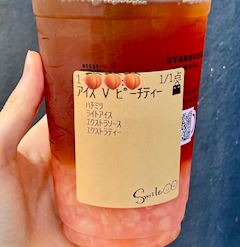 STARBUCKS
1 1/1点
アイス V ピーチティー
ハチミツ
ライトアイス
エクストラソース
エクストラティー
Smile